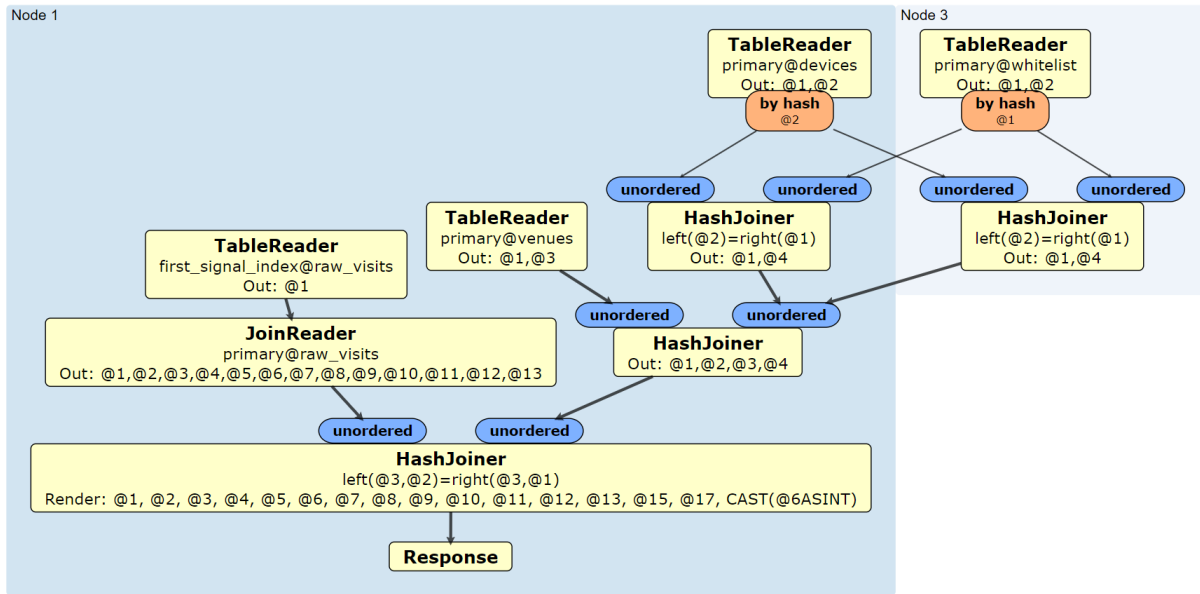 Node 1
Node 3
TableReader
primary@devices
Out: @1,@2
by hash
@2
TableReader
primary@whitelist
Out: @1,@2
by hash
@1
unordered
unordered
unordered
unordered
TableReader
primary@venues
Out: @1,@3
HashJoiner
left(@2)=right(@1)
Out: @1,@4
HashJoiner
left(@2)=right(@1)
Out: @1,@4
TableReader
first_signal_index@raw_visits
Out: @1
unordered
unordered
JoinReader
primary@raw_visits
Out: @1,@2,@3,@4,@5,@6,@7,@8,@9,@10,@11,@12,@13
HashJoiner
Out: @1,@2,@3,@4
unordered
unordered
HashJoiner
left(@3,@2)=right(@3,@1)
Render: @1, @2, @3, @4, @5, @6, @7, @8, @9, @10, @11, @12, @13, @15, @17, CAST(@6ASINT)
Response